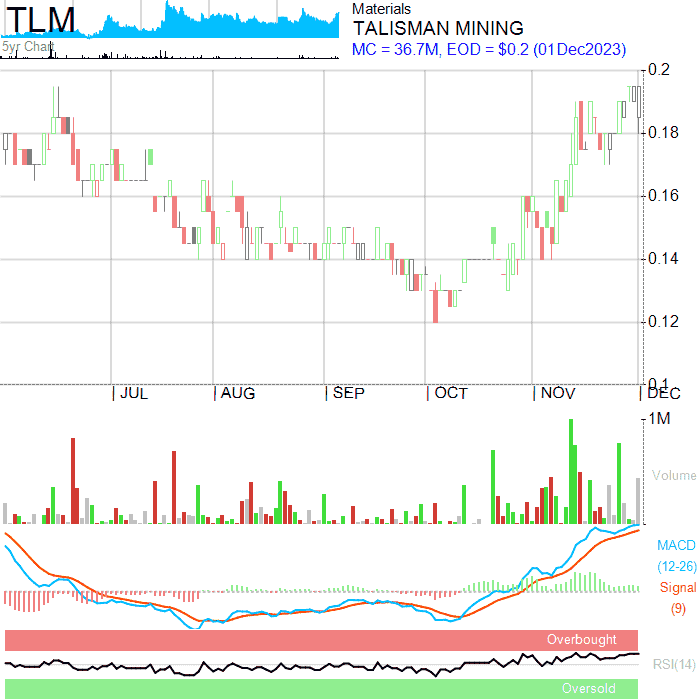 TLM
5yr Chart
Materials
TALISMAN MINING
MC = 36.7M, EOD = $0.2 (01Dec2023)
0.2
0.18
0.16
0.14
0.12
0.1
JUL AUG SEP OCT NOV DEC
1M
Volume
MACD
(12-26)
Signal
(9)
Overbought
RSI(14)
Oversold